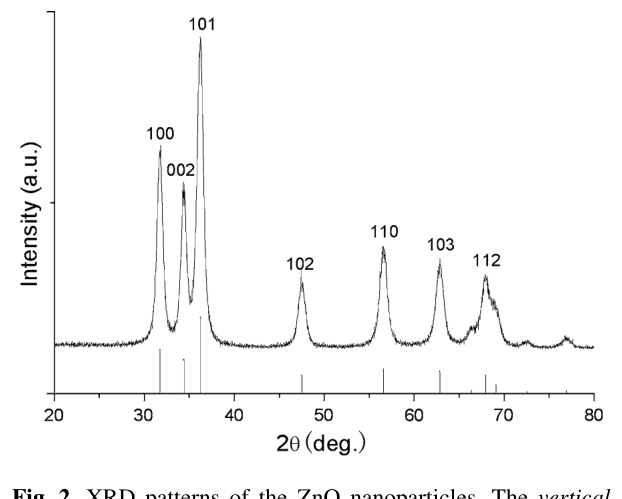 101
100
002
110
102
103
112
Intensity (a.u.)
20 30 40 50 60 70 80
2θ (deg.)
Fig. 2 XRD patterns of the ZnO nanoparticles. The vertical